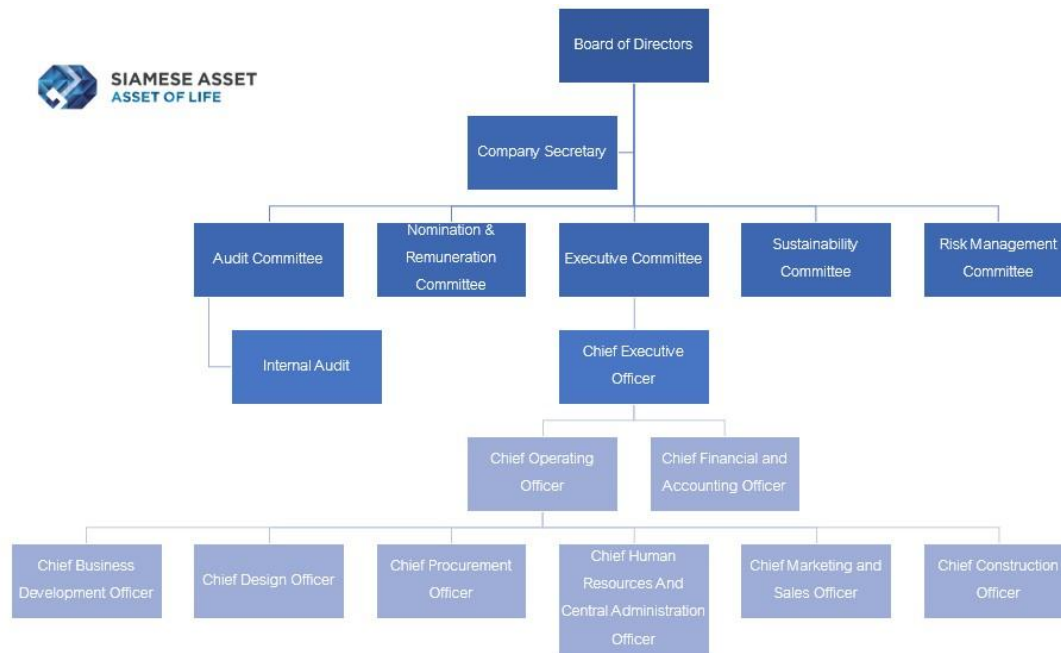 Board of Directors
SIAMESE ASSET
ASSET OF LIFE
Company Secretary
Audit Committee
Nomination &
Remuneration
Committee
Executive Committee
Sustainability
Committee
Risk Management
Committee
Internal Audit
Chief Executive
Officer
Chief Operating
Officer
Chief Financial and
Accounting Officer
Chief Business
Development Officer
Chief Design Officer
Chief Procurement
Officer
Chief Human
Resources And
Central Administration
Officer
Chief Marketing and
Sales Officer
Chief Construction
Officer